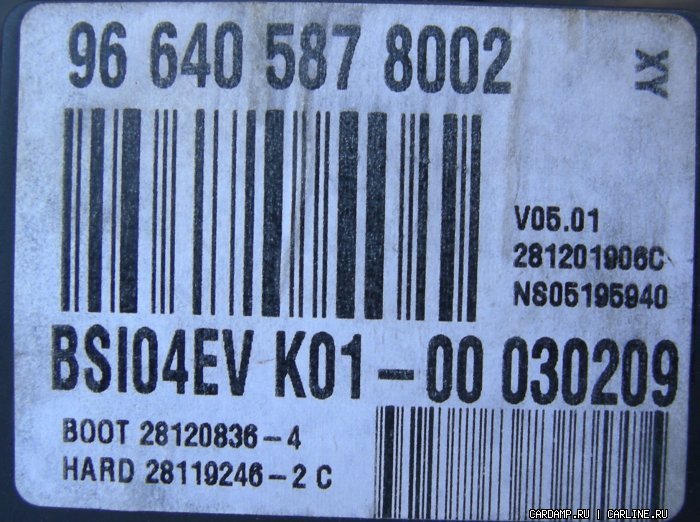 96 640 587 8002
XY
V05.01
281201906C
NS05195940
BSI04EV K01-00 030209
BOOT 28120836-4
HARD 28119246-2 C
CARDAMP.RU | CARLINE.RU